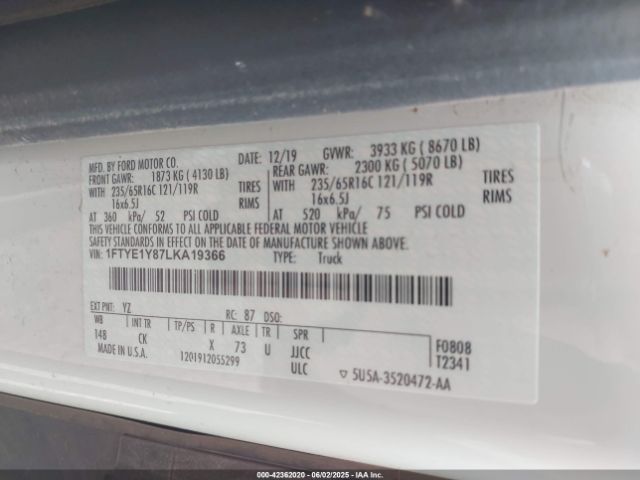 MFD. BY FORD MOTOR CO.
DATE: 12/19 GVWR: 3933 KG ( 8670 LB)
FRONT GAWR: 1873 KG ( 4130 LB) REAR GAWR: 2300 KG ( 5070 LB)
WITH 235/65R16C 121/119R TIRES WITH 235/65R16C 121/119R TIRES
16x6.5J RIMS 16x6.5J RIMS
AT 360 kPa/ 52 PSI COLD AT 520 kPa/ 75 PSI COLD
THIS VEHICLE CONFORMS TO ALL APPLICABLE FEDERAL MOTOR VEHICLE
SAFETY STANDARDS IN EFFECT ON THE DATE OF MANUFACTURE SHOWN ABOVE.
VIN: 1FTYE1Y87LKA19366 TYPE: Truck
EXT PNT: YZ RC: 87 DSO:
WB INT TR TP/PS R AXLE TR SPR
148 CK X 73 U JJCC
ULC
F0808
T2341
MADE IN U.S.A. 1201912055299
▽ 5U5A-3520472-AA
000-42362020 - 06/02/2025 - IAAI.COM